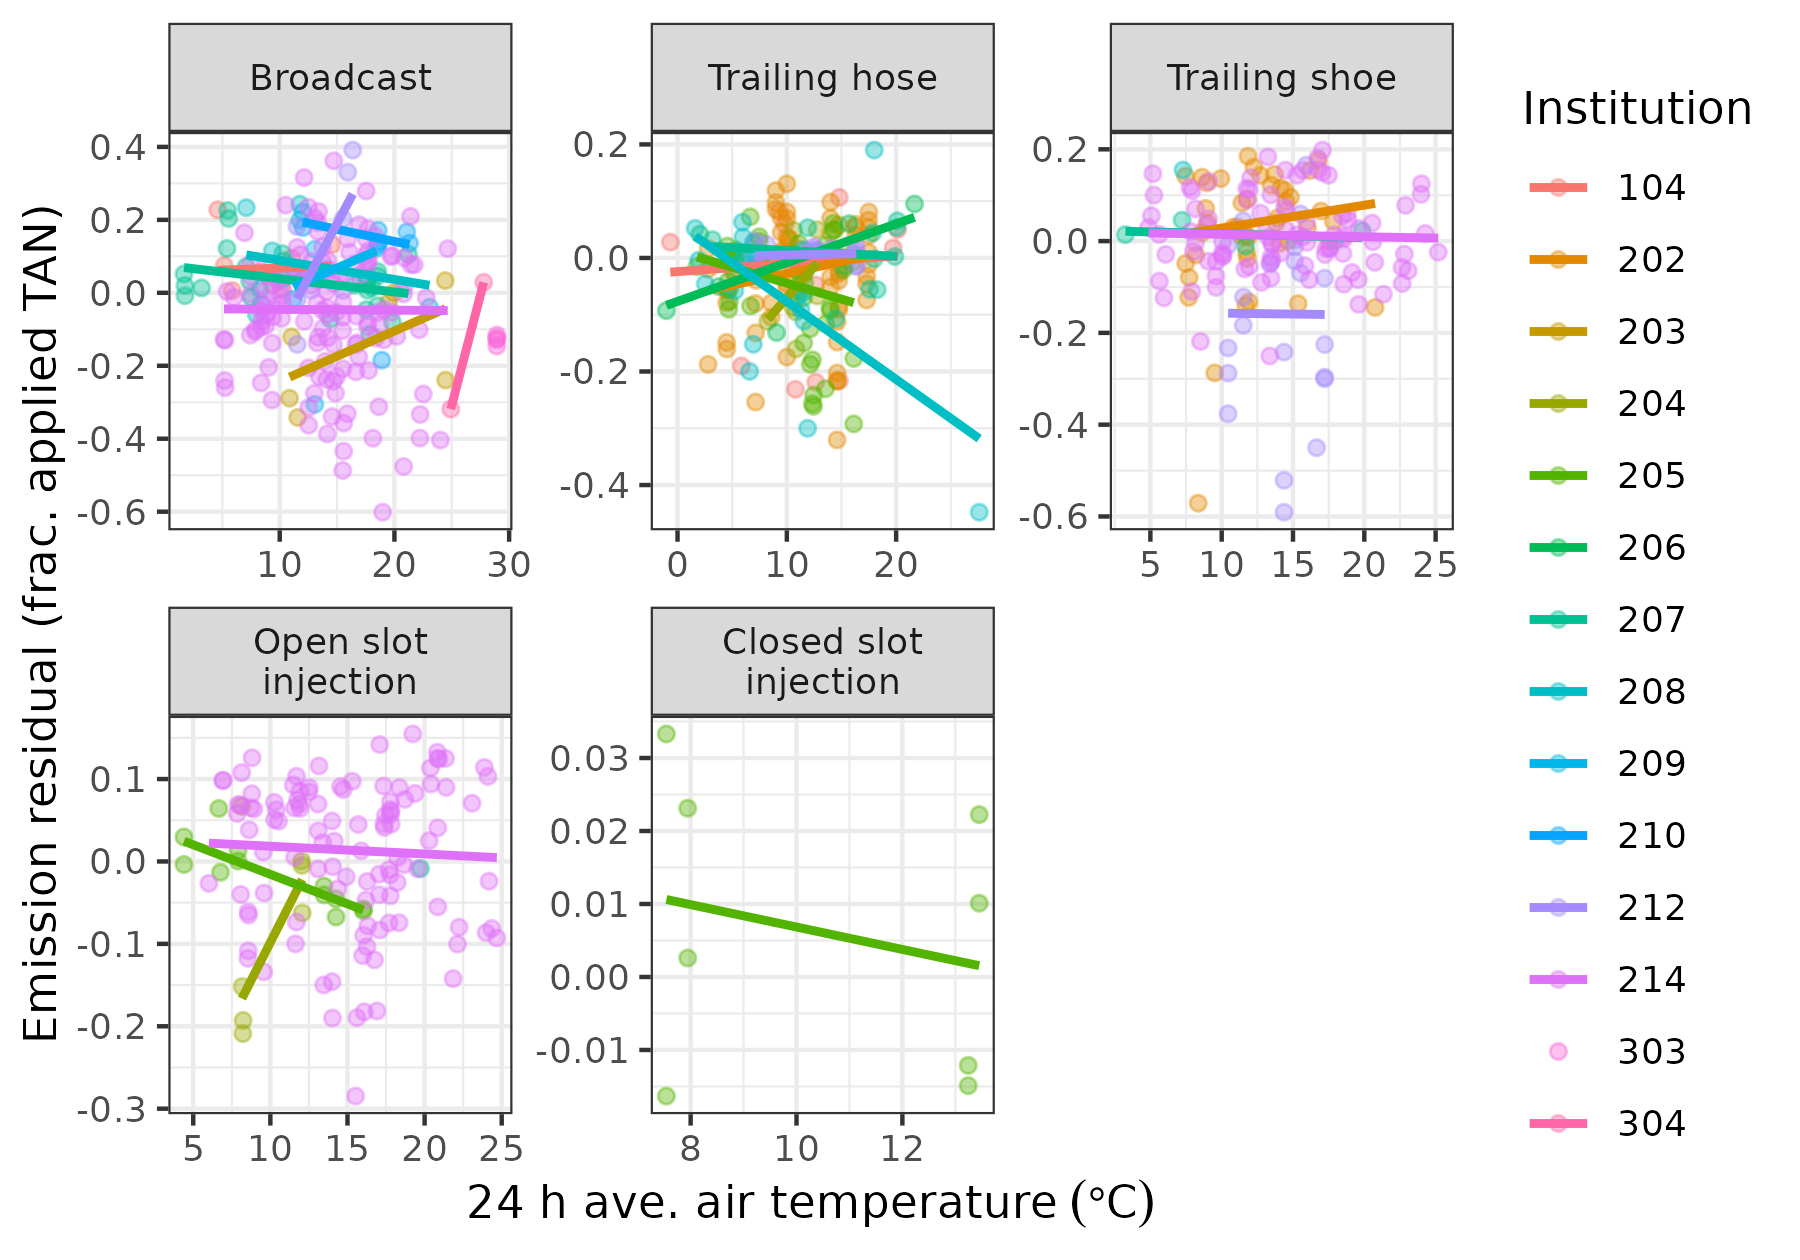 Broadcast
Trailing hose
Trailing shoe
Institution
104
202
203
204
205
206
207
208
209
210
212
214
303
304
Emission residual (frac. applied TAN)
0.4
0.2
0.0
-0.2
-0.4
-0.6
10 20 30
0.2
0.0
-0.2
-0.4
0 10 20
0.2
0.0
-0.2
-0.4
-0.6
5 10 15 20 25
Open slot
injection
0.1
0.0
-0.1
-0.2
-0.3
5 10 15 20 25
Closed slot
injection
0.03
0.02
0.01
0.00
-0.01
8 10 12
24 h ave. air temperature (°C)